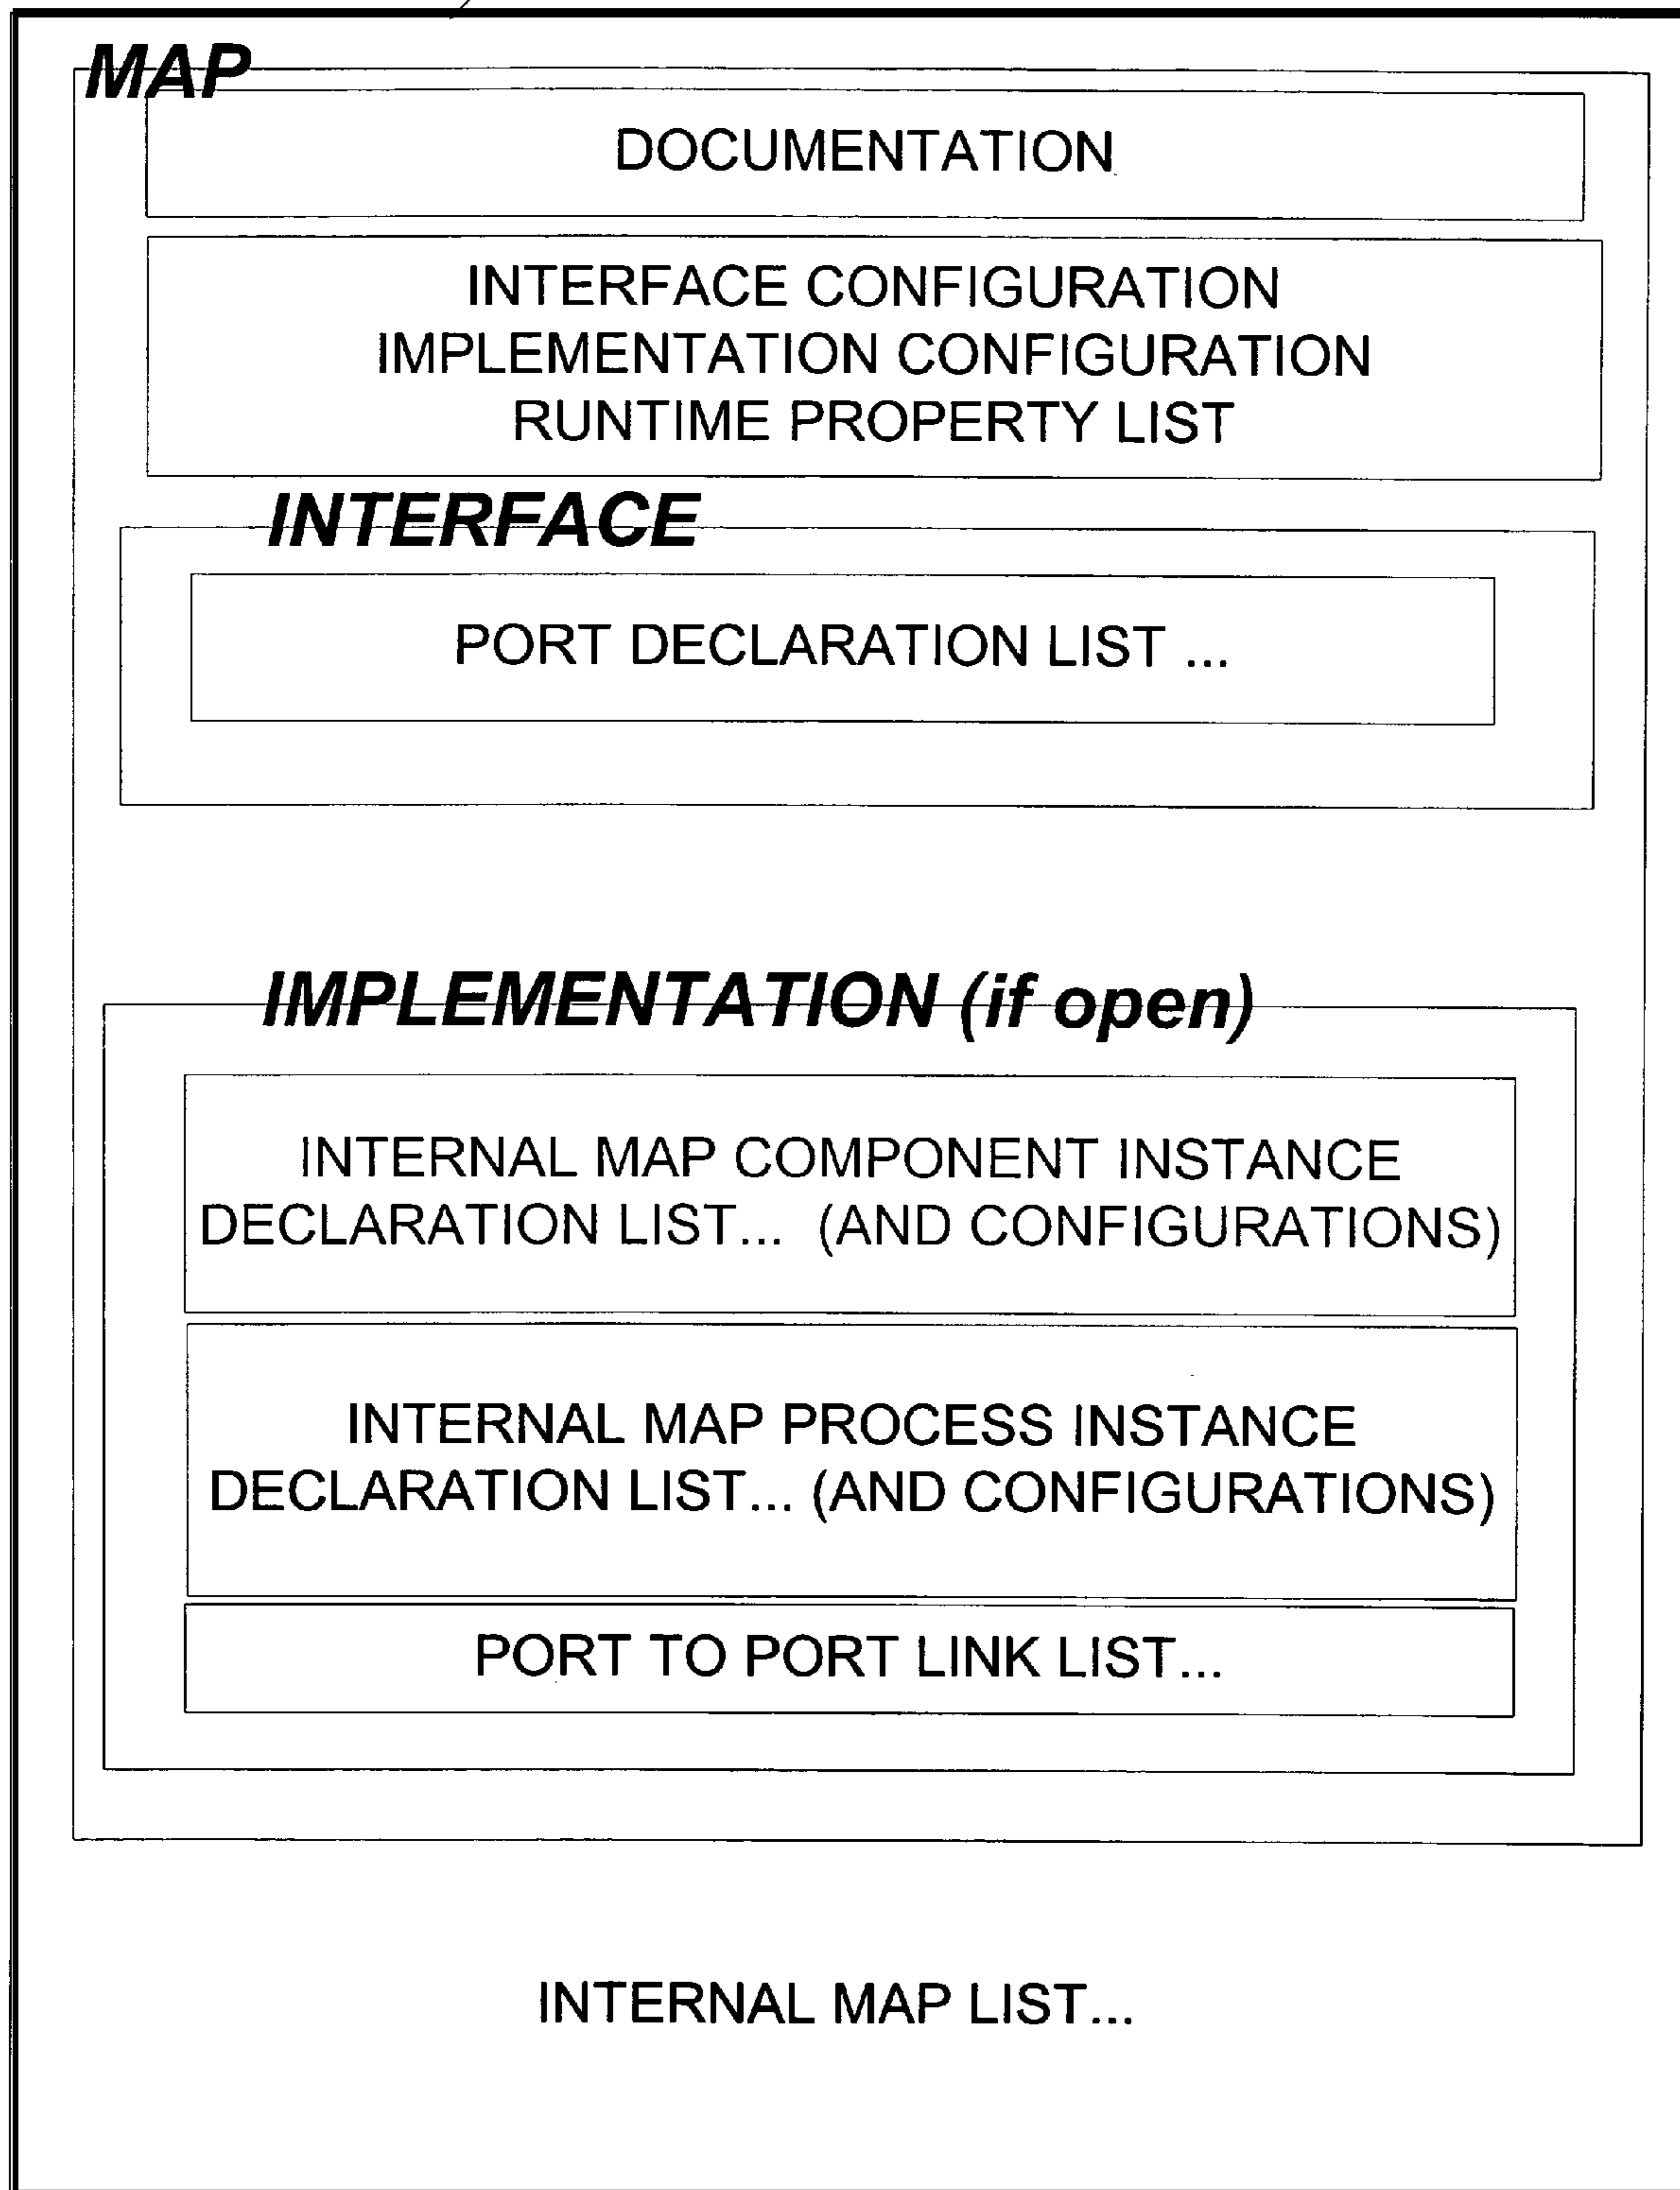 MAP
DOCUMENTATION
INTERFACE CONFIGURATION
IMPLEMENTATION CONFIGURATION
RUNTIME PROPERTY LIST
INTERFACE
PORT DECLARATION LIST ...
IMPLEMENTATION (if open)
INTERNAL MAP COMPONENT INSTANCE
DECLARATION LIST... (AND CONFIGURATIONS)
INTERNAL MAP PROCESS INSTANCE
DECLARATION LIST... (AND CONFIGURATIONS)
PORT TO PORT LINK LIST...
INTERNAL MAP LIST...